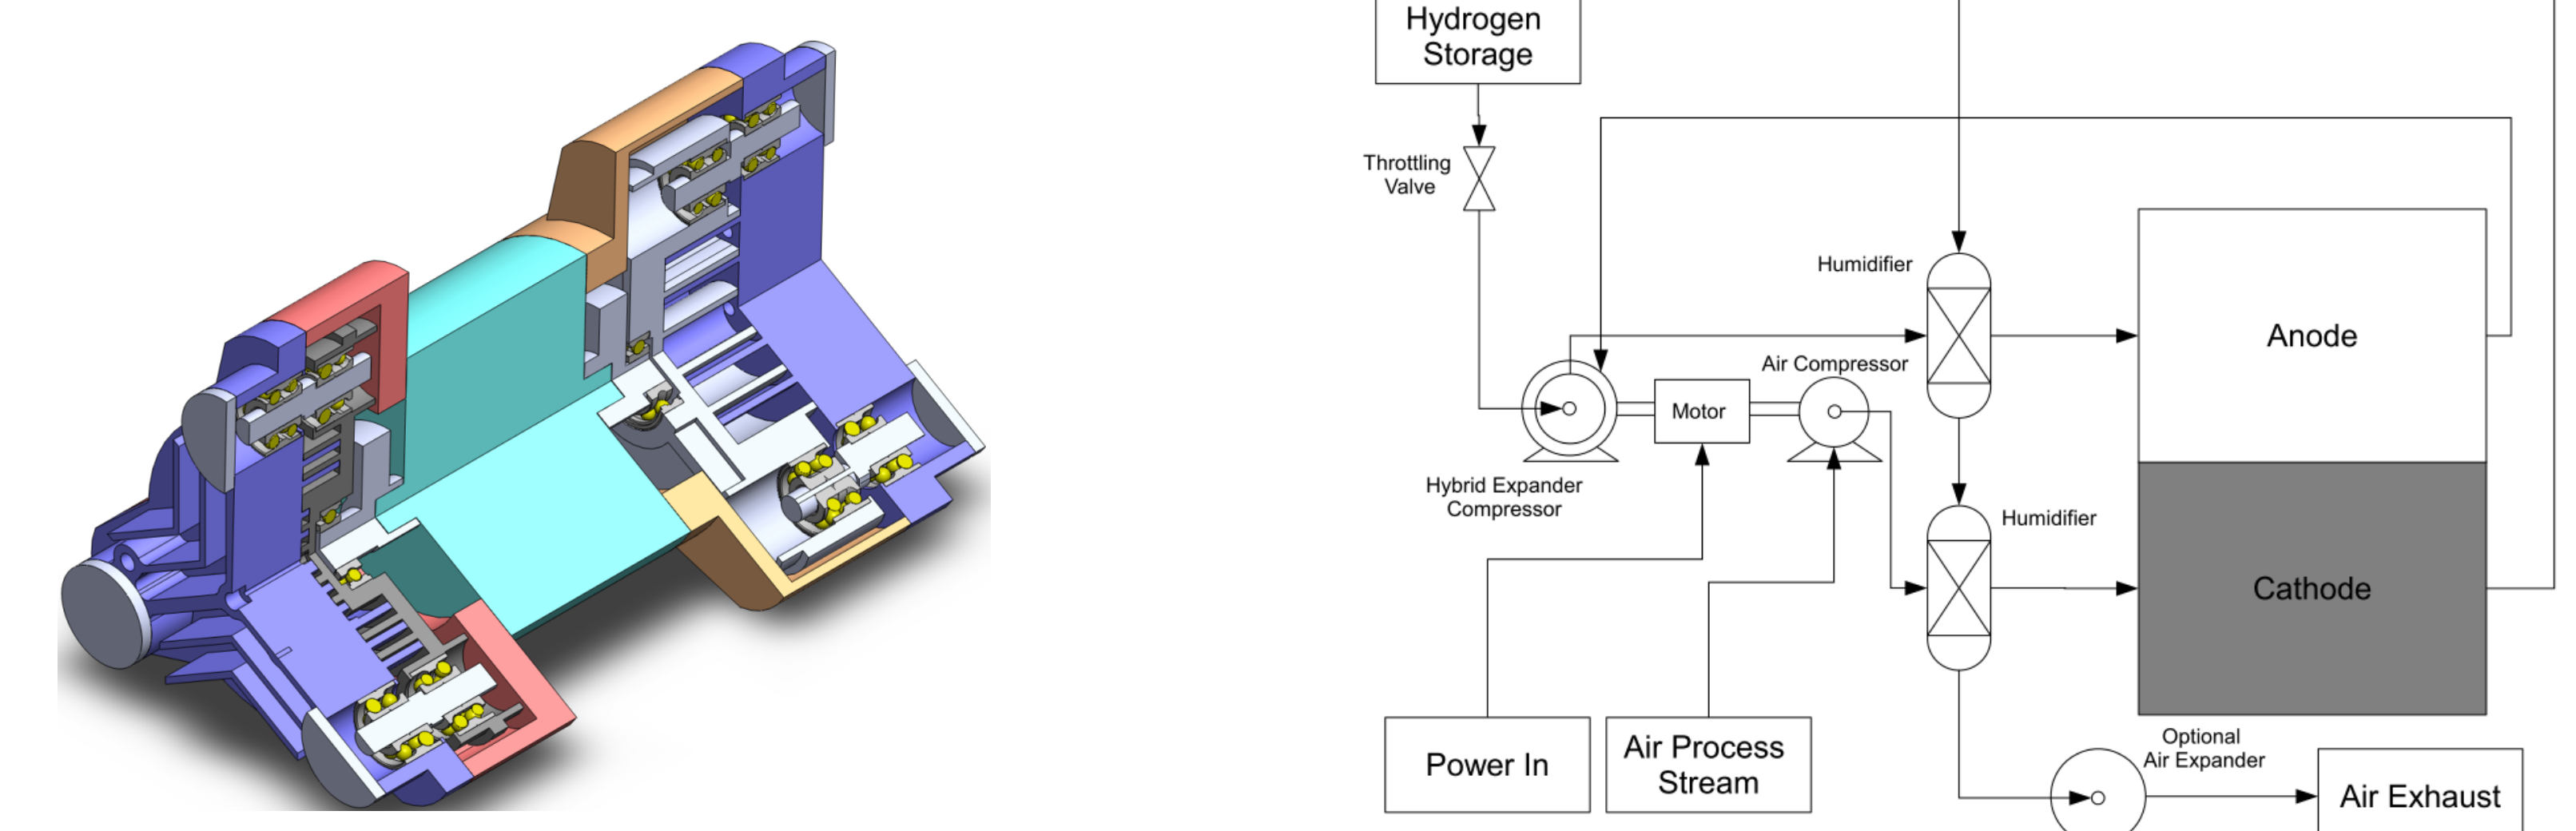 Hydrogen
Storage
Throttling
Valve
Humidifier
Anode
Air Compressor
Motor
Hybrid Expander
Compressor
Humidifier
Cathode
Power In
Air Process
Stream
Optional
Air Expander
Air Exhaust